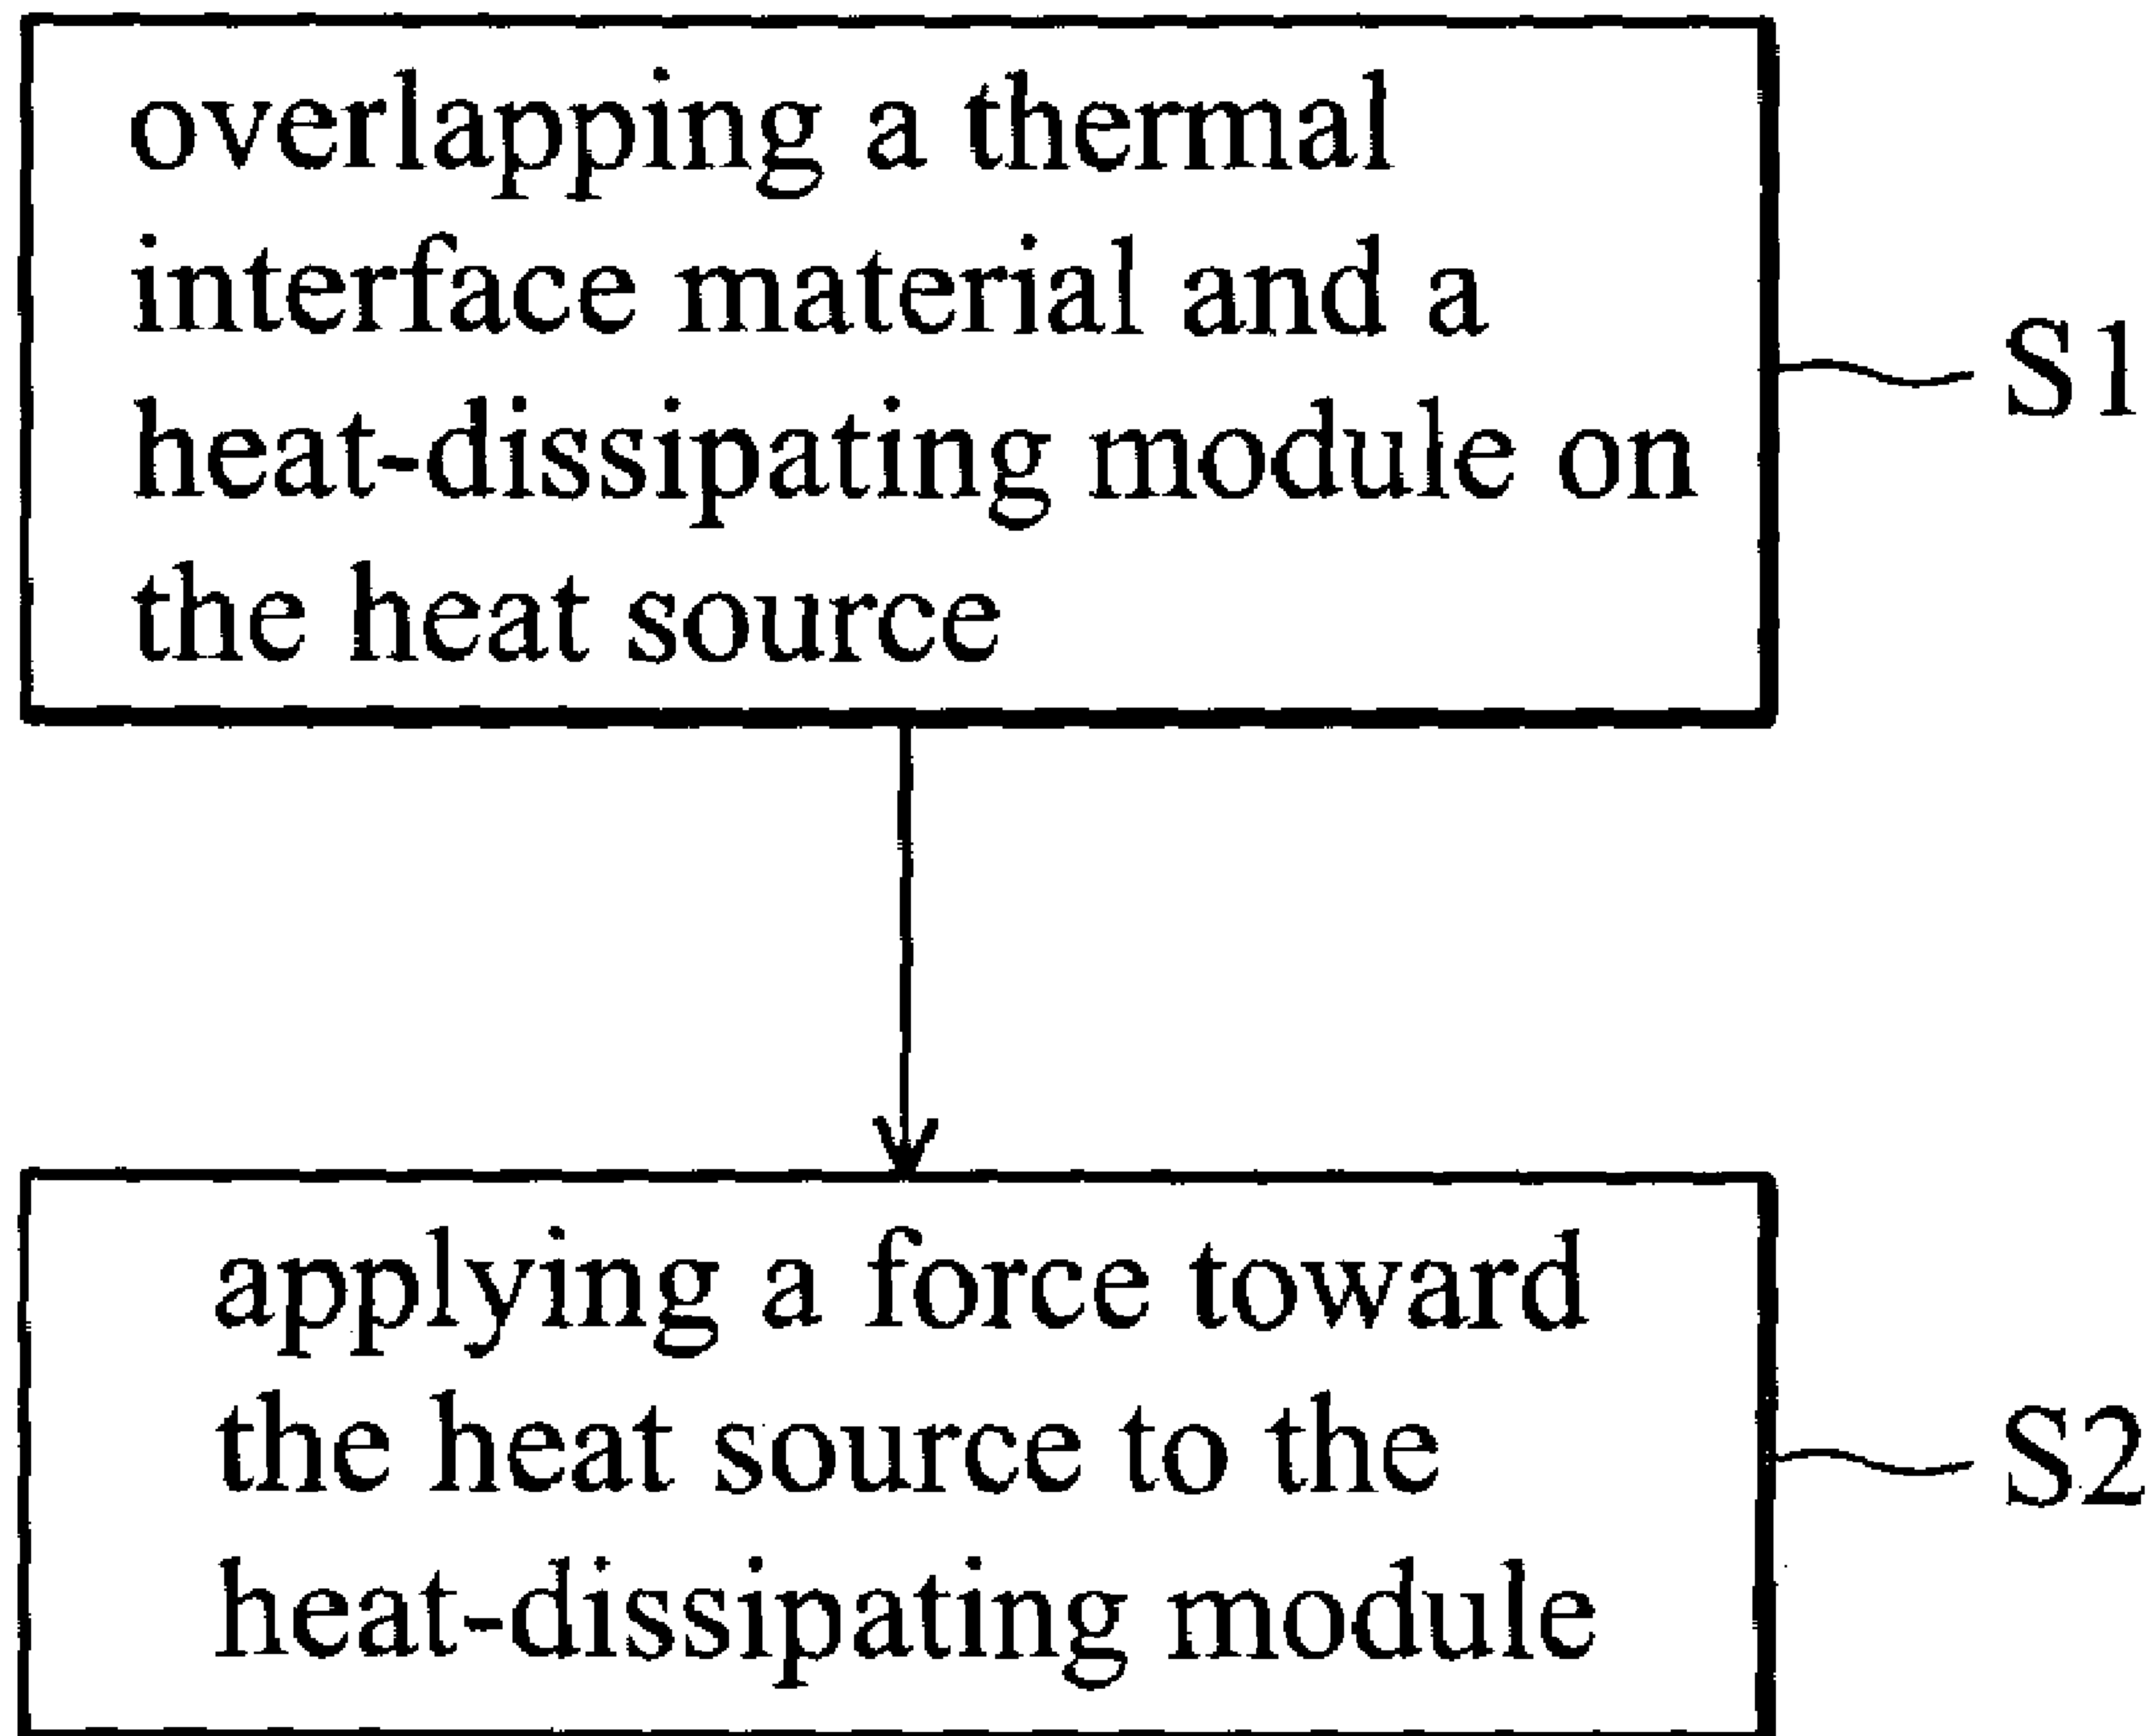 overlapping a thermal
interface material and a
heat-dissipating module on
the heat source
S1
applying a force toward
the heat source to the
heat-dissipating module
S2